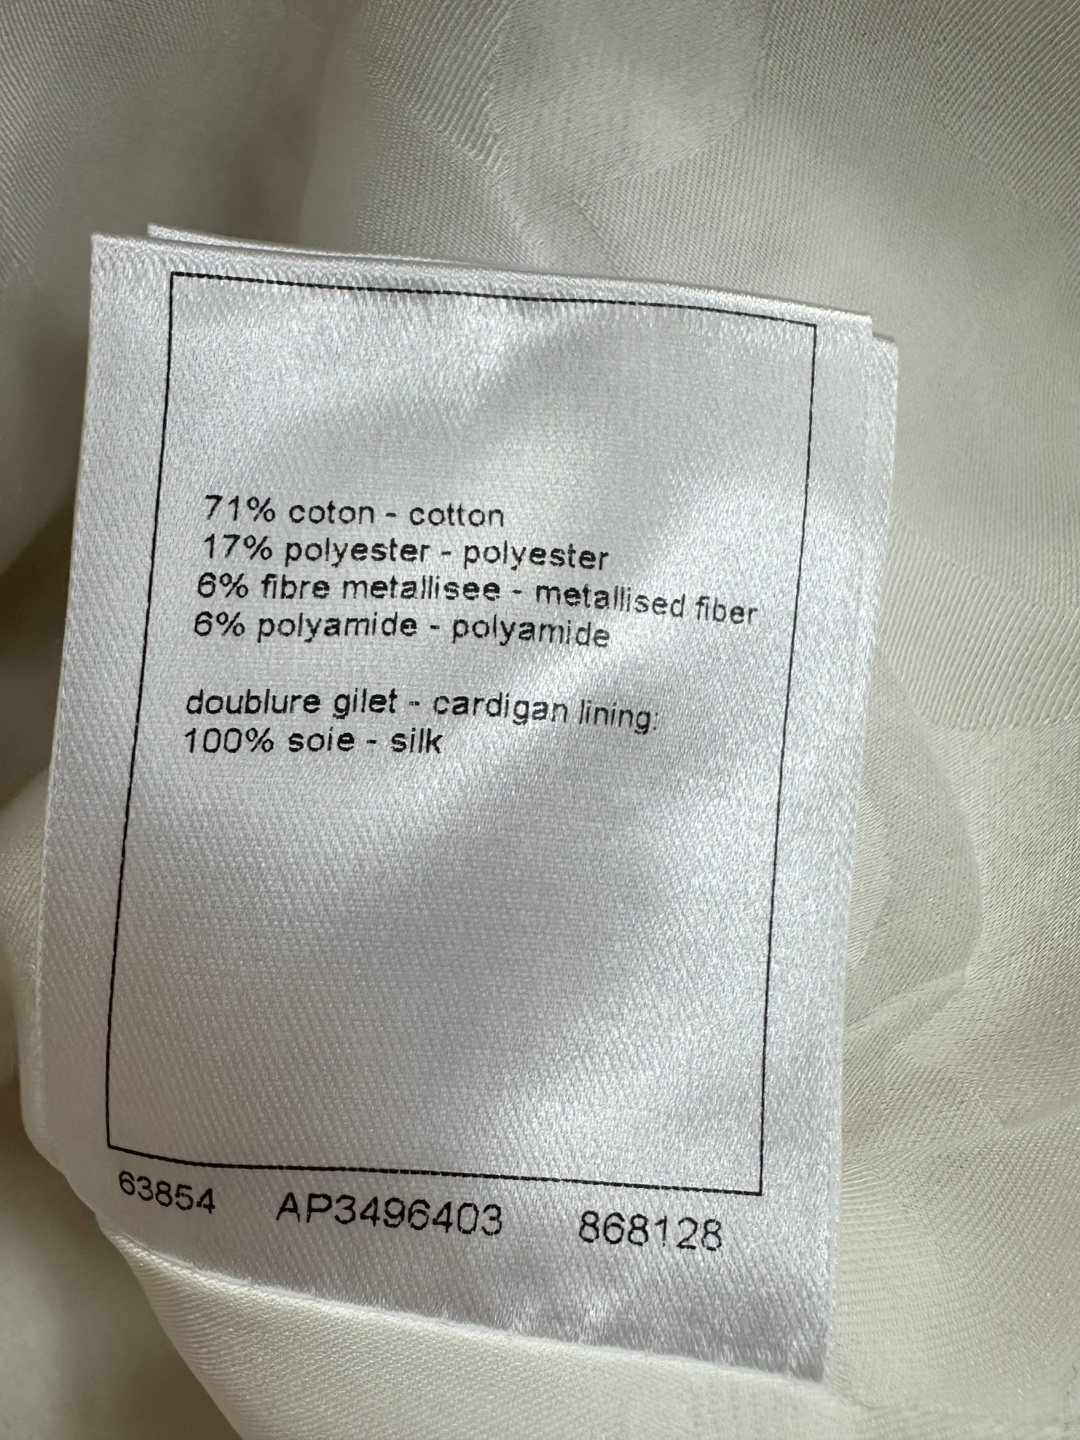 71% coton - cotton
17% polyester - polyester
6% fibre metallisee - metallised fiber
6% polyamide - polyamide
doublure gilet - cardigan lining:
100% soie - silk
63854 AP3496403 868128